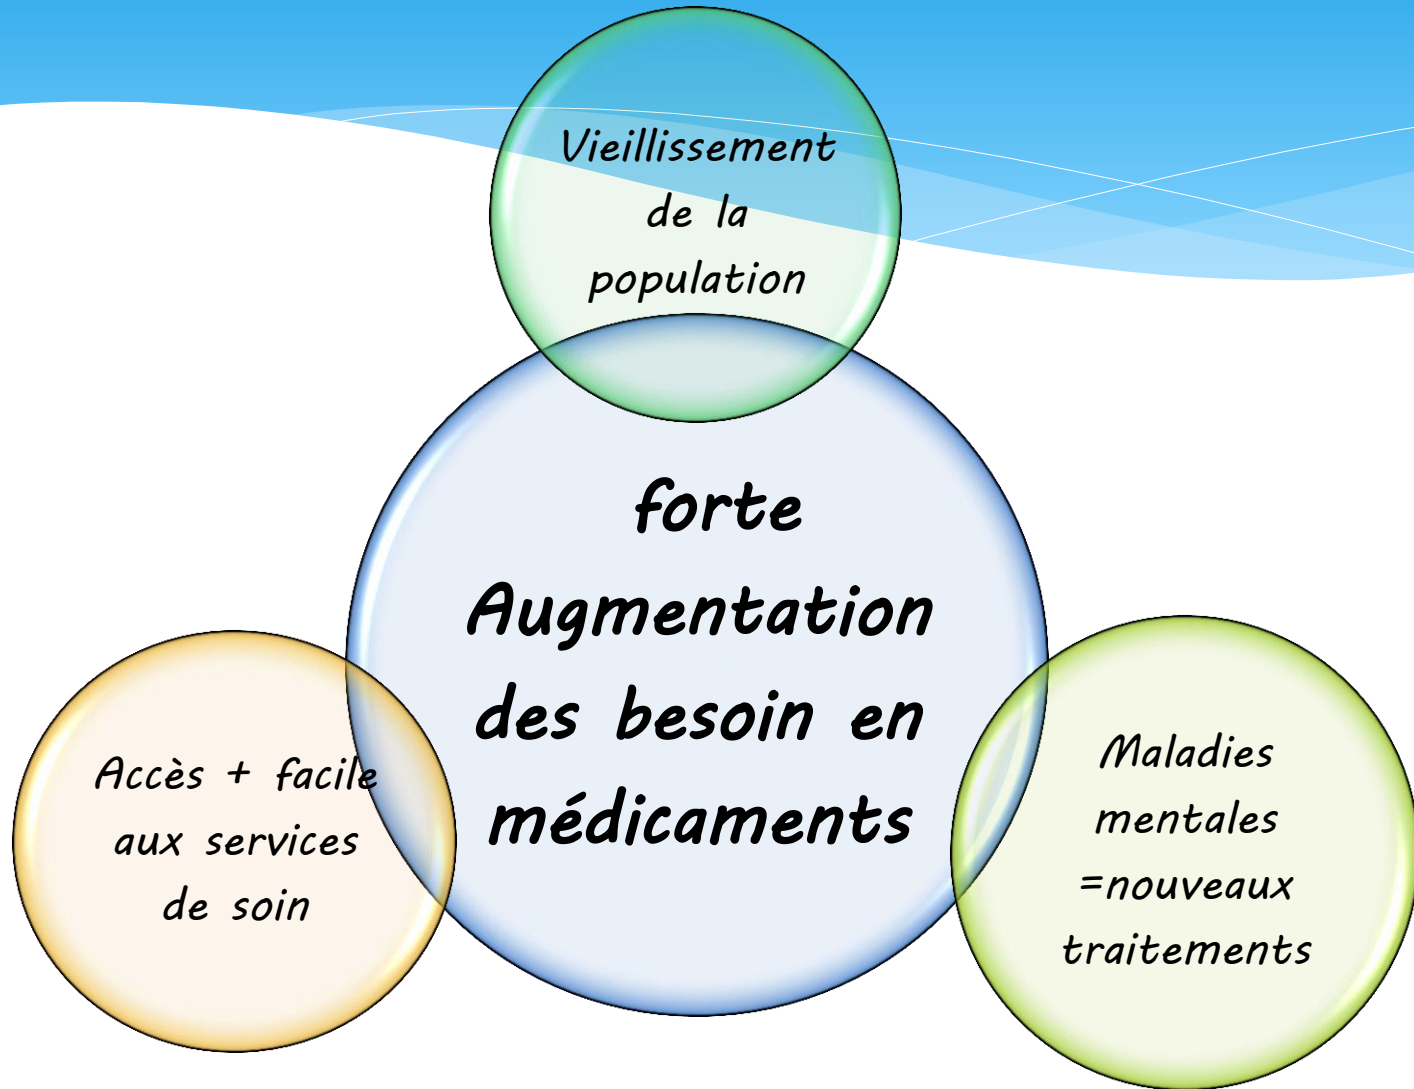 Vieillissement
de la
population
forte
Augmentation
des besoin en
médicaments
Accès + facile
aux services
de soin
Maladies
mentales
=nouveaux
traitements